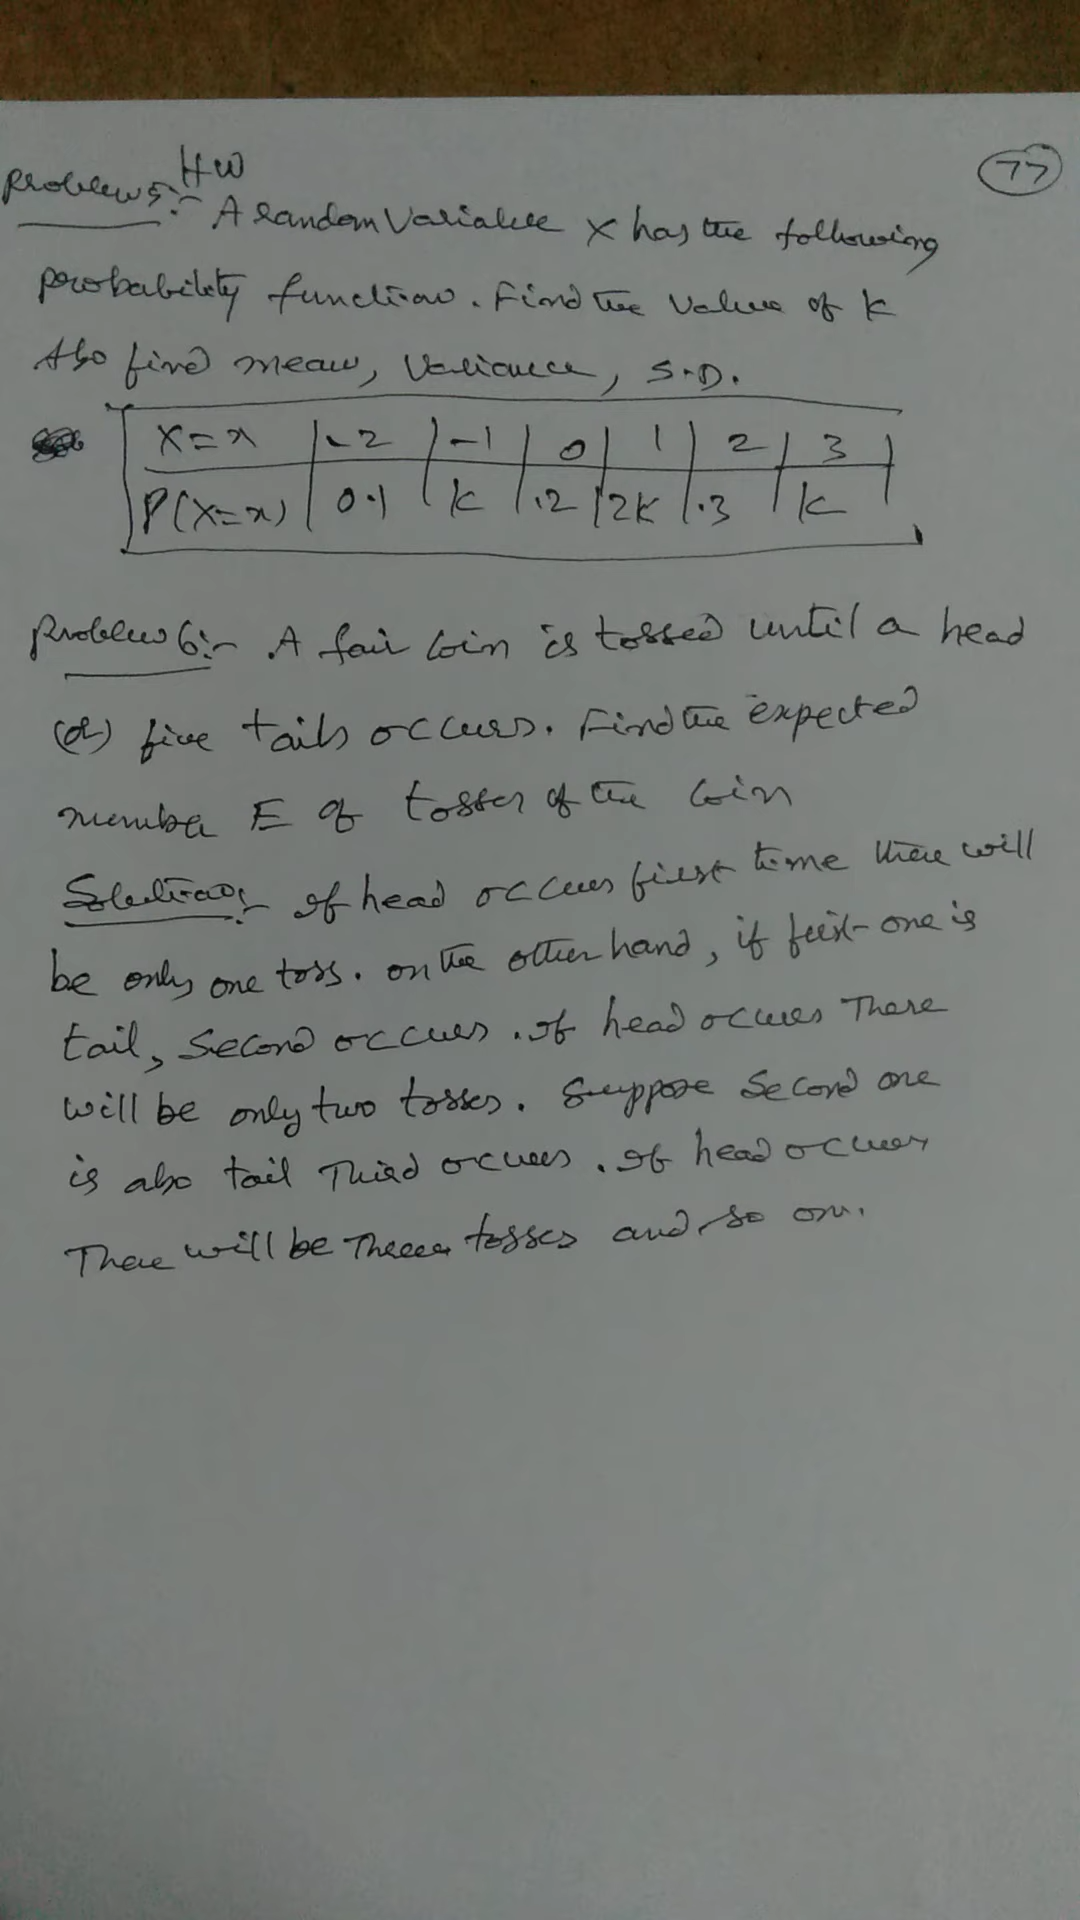 HW
77
Problem 5:- A random Variable X has the following
probability function. Find the value of k
Also find mean, Variance, S.D.
X=x | -2 | -1 | 0 | 1 | 2 | 3 |
P(X=x) | 0.1 | k | .2 | 2k | .3 | k |
Problem 6:- A fair coin is tossed until a head
(or) five tails occurs. Find the expected
number E of tosses of the coin
Solution:- If head occurs first time there will
be only one toss. on the other hand, if first one is
tail, second occurs. If head occurs There
will be only two tosses. Suppose second one
is also tail Third occurs. If head occurs
There will be Three tosses and so on.